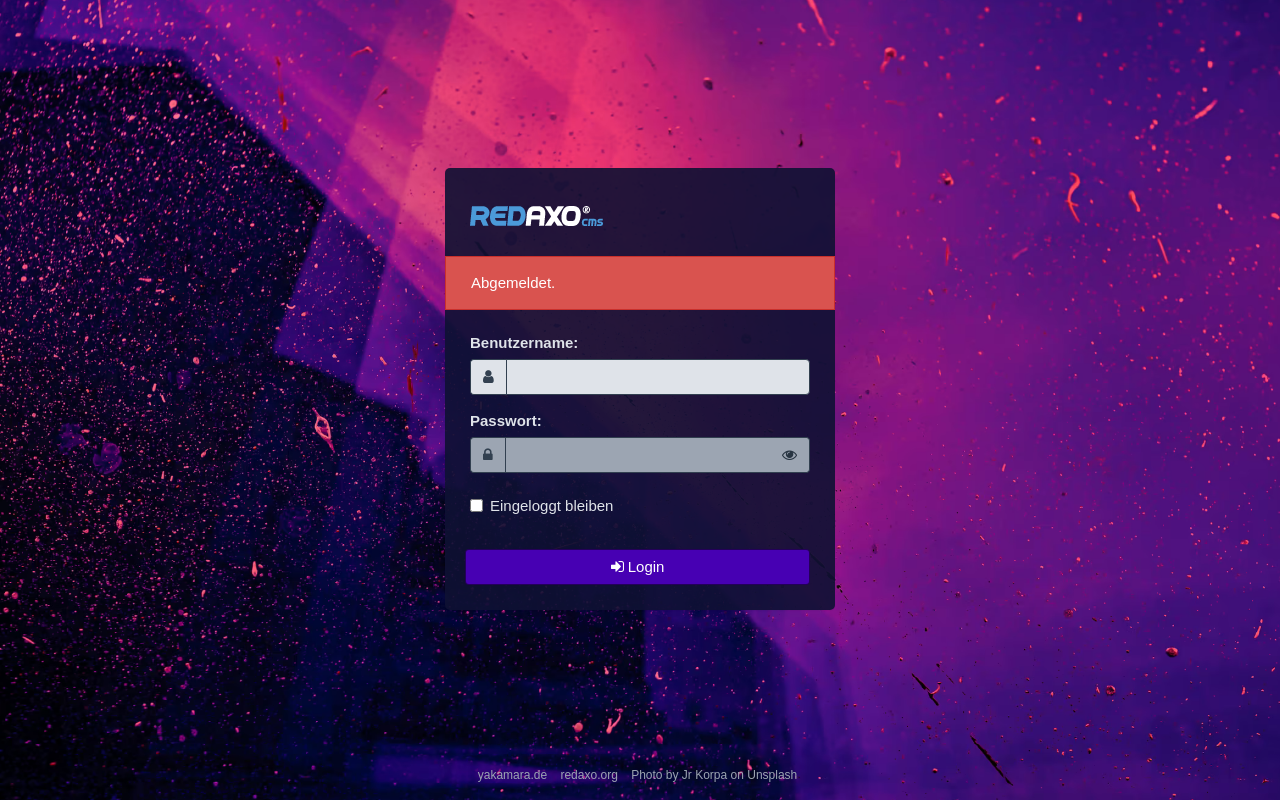 REDAXO® cms
Abgemeldet.
Benutzername:
Passwort:
Eingeloggt bleiben
Login
yakamara.de redaxo.org Photo by Jr Korpa on Unsplash